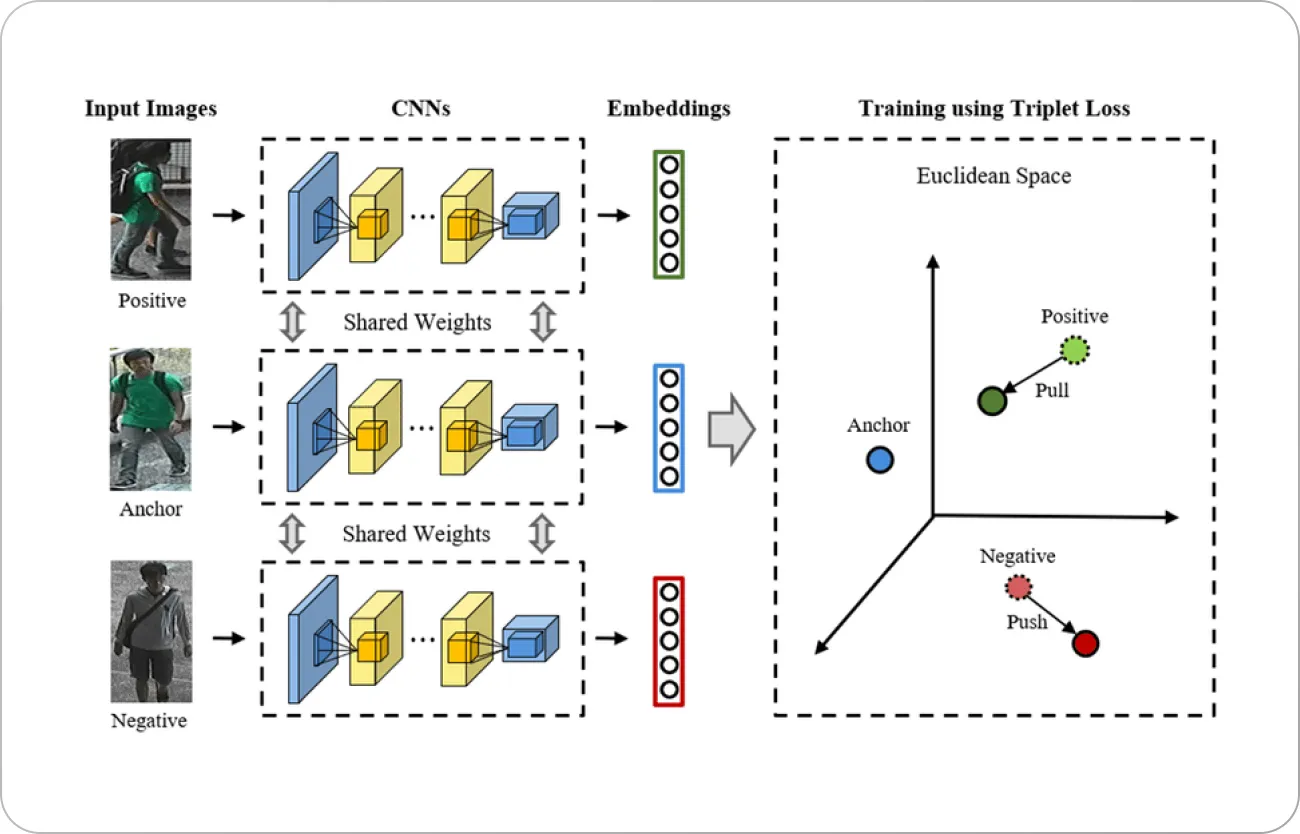 Input Images
CNNs
Embeddings
Training using Triplet Loss
Positive
Shared Weights
Anchor
Shared Weights
Negative
Euclidean Space
Positive
Pull
Anchor
Negative
Push